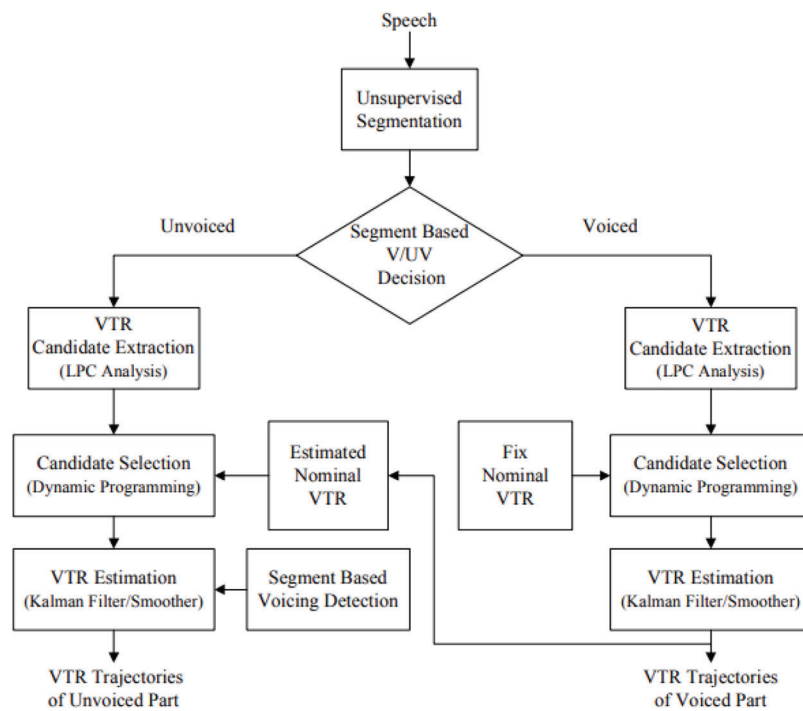 Speech
Unsupervised
Segmentation
Unvoiced
Segment Based
V/UV
Decision
Voiced
VTR
Candidate Extraction
(LPC Analysis)
VTR
Candidate Extraction
(LPC Analysis)
Candidate Selection
(Dynamic Programming)
Estimated
Nominal
VTR
Fix
Nominal
VTR
Candidate Selection
(Dynamic Programming)
VTR Estimation
(Kalman Filter/Smoother)
Segment Based
Voicing Detection
VTR Estimation
(Kalman Filter/Smoother)
VTR Trajectories
of Unvoiced Part
VTR Trajectories
of Voiced Part